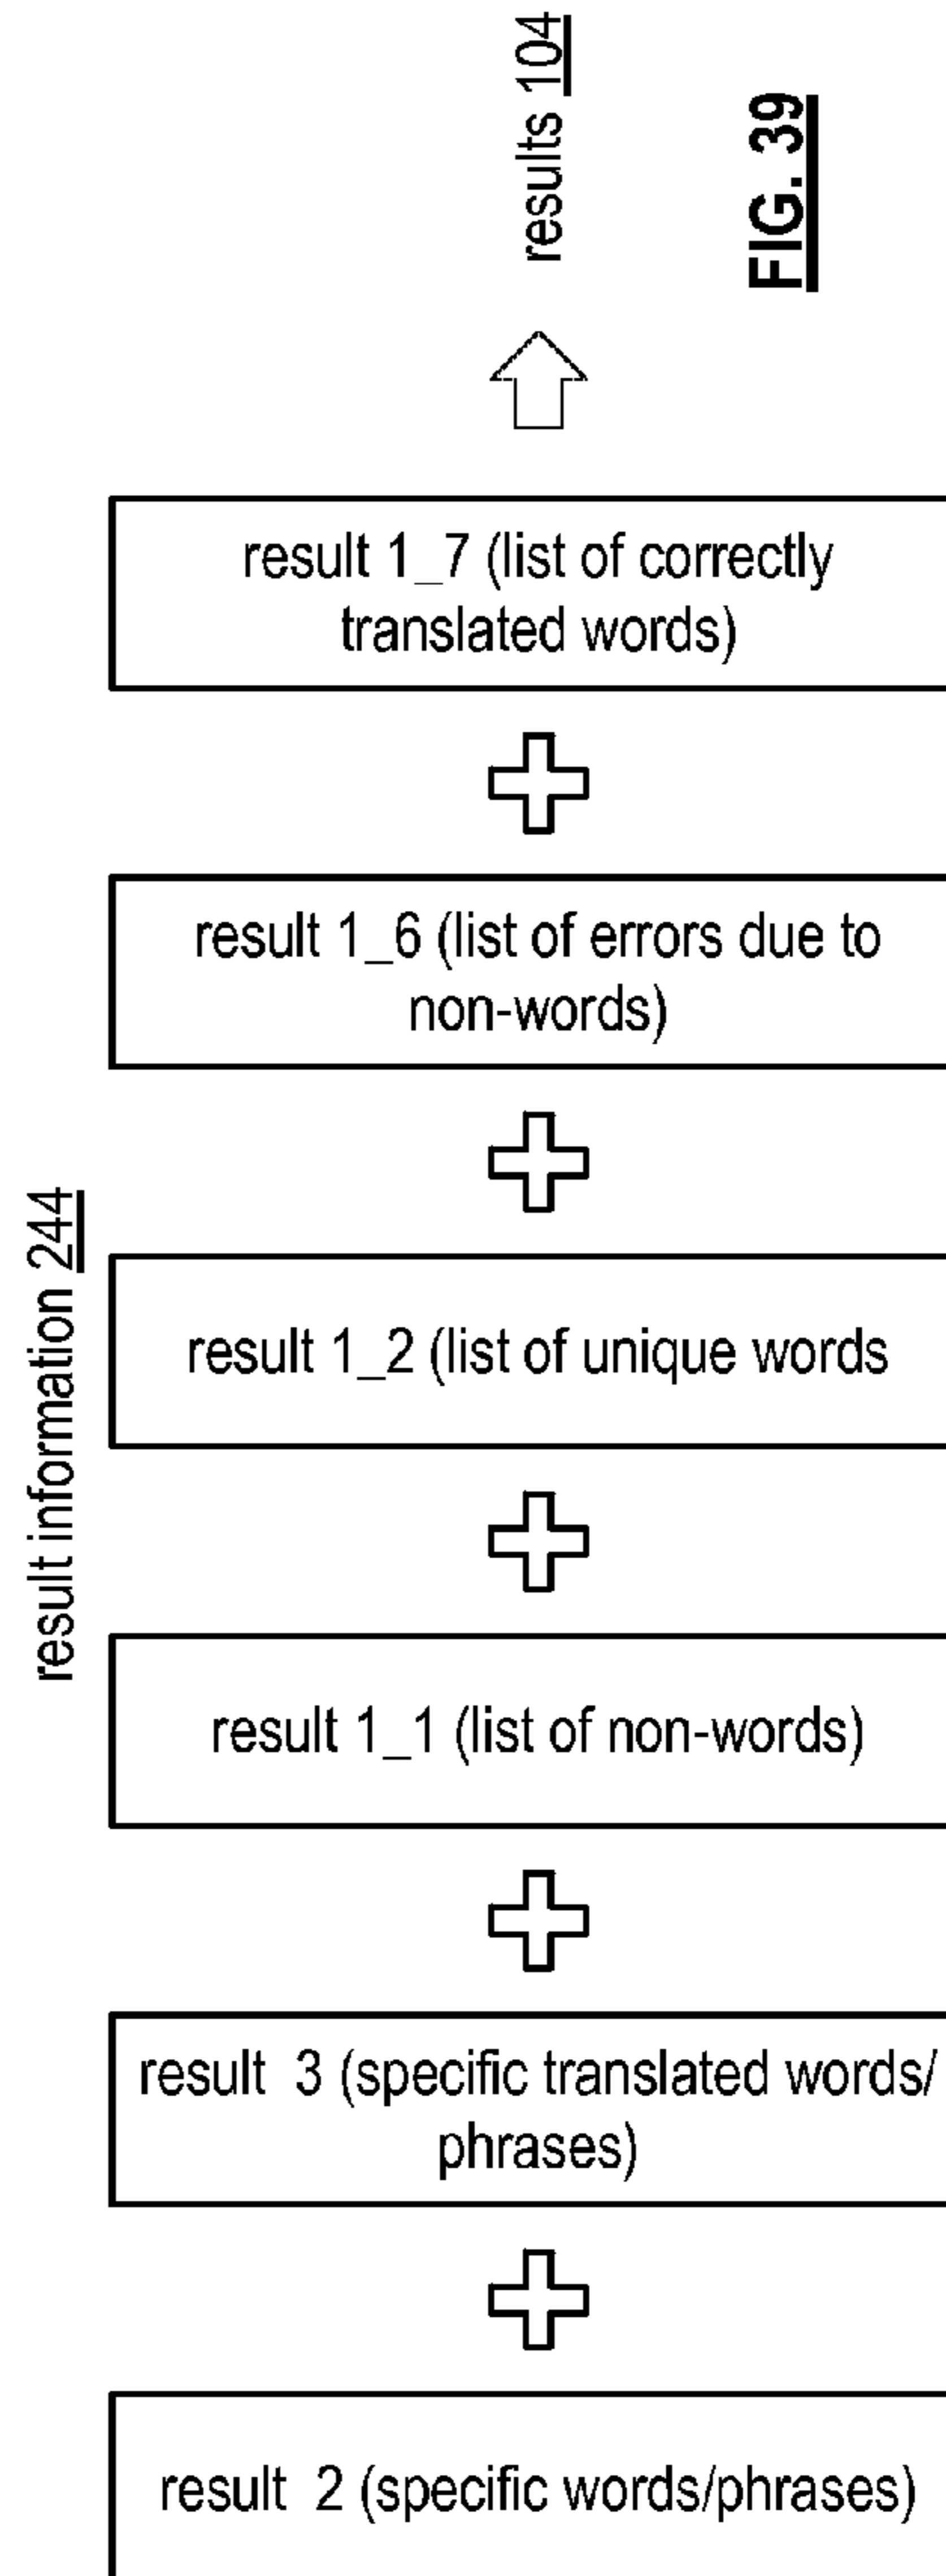 results 104
FIG. 39
result 1_7 (list of correctly
translated words)
result 1_6 (list of errors due to
non-words)
result information 244
result 1_2 (list of unique words
result 1_1 (list of non-words)
result 3 (specific translated words/
phrases)
result 2 (specific words/phrases)